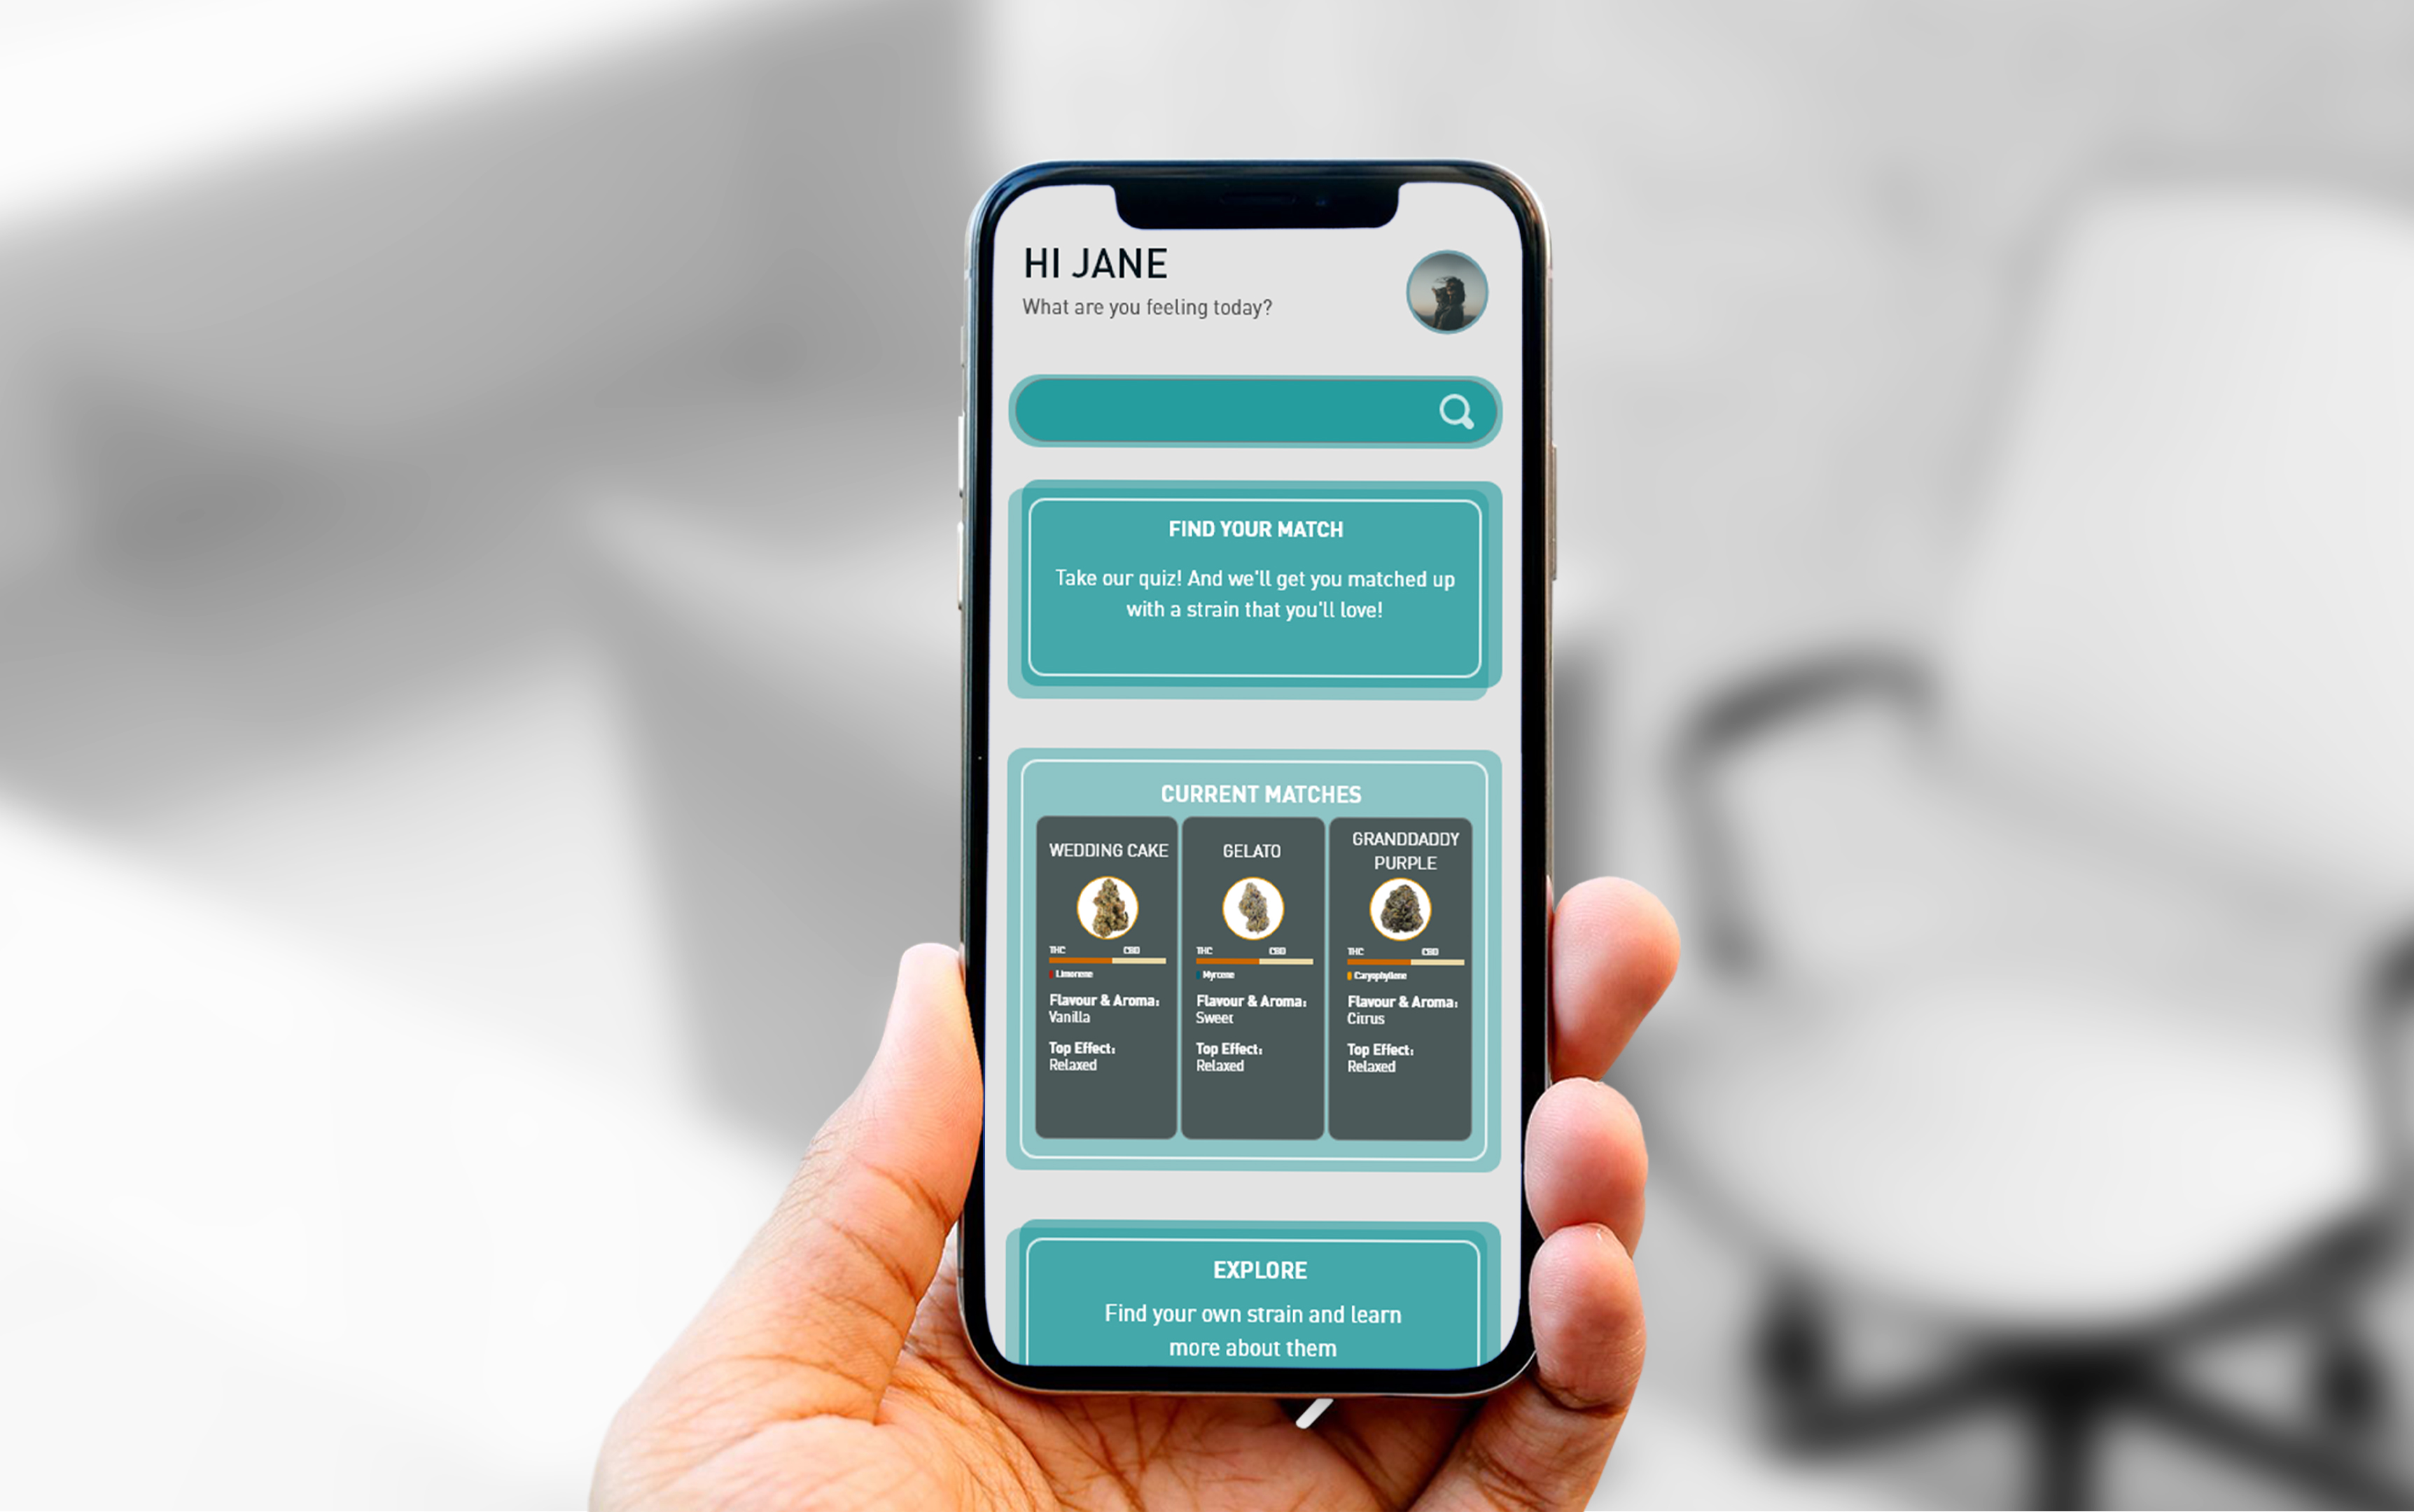 HI JANE
What are you feeling today?
FIND YOUR MATCH
Take our quiz! And we'll get you matched up
with a strain that you'll love!
CURRENT MATCHES
WEDDING CAKE
THC CBD
Limonene
Flavour & Aroma:
Vanilla
Top Effect:
Relaxed
GELATO
THC CBD
Myrcene
Flavour & Aroma:
Sweet
Top Effect:
Relaxed
GRANDDADDY
PURPLE
THC CBD
Caryophyllene
Flavour & Aroma:
Citrus
Top Effect:
Relaxed
EXPLORE
Find your own strain and learn
more about them